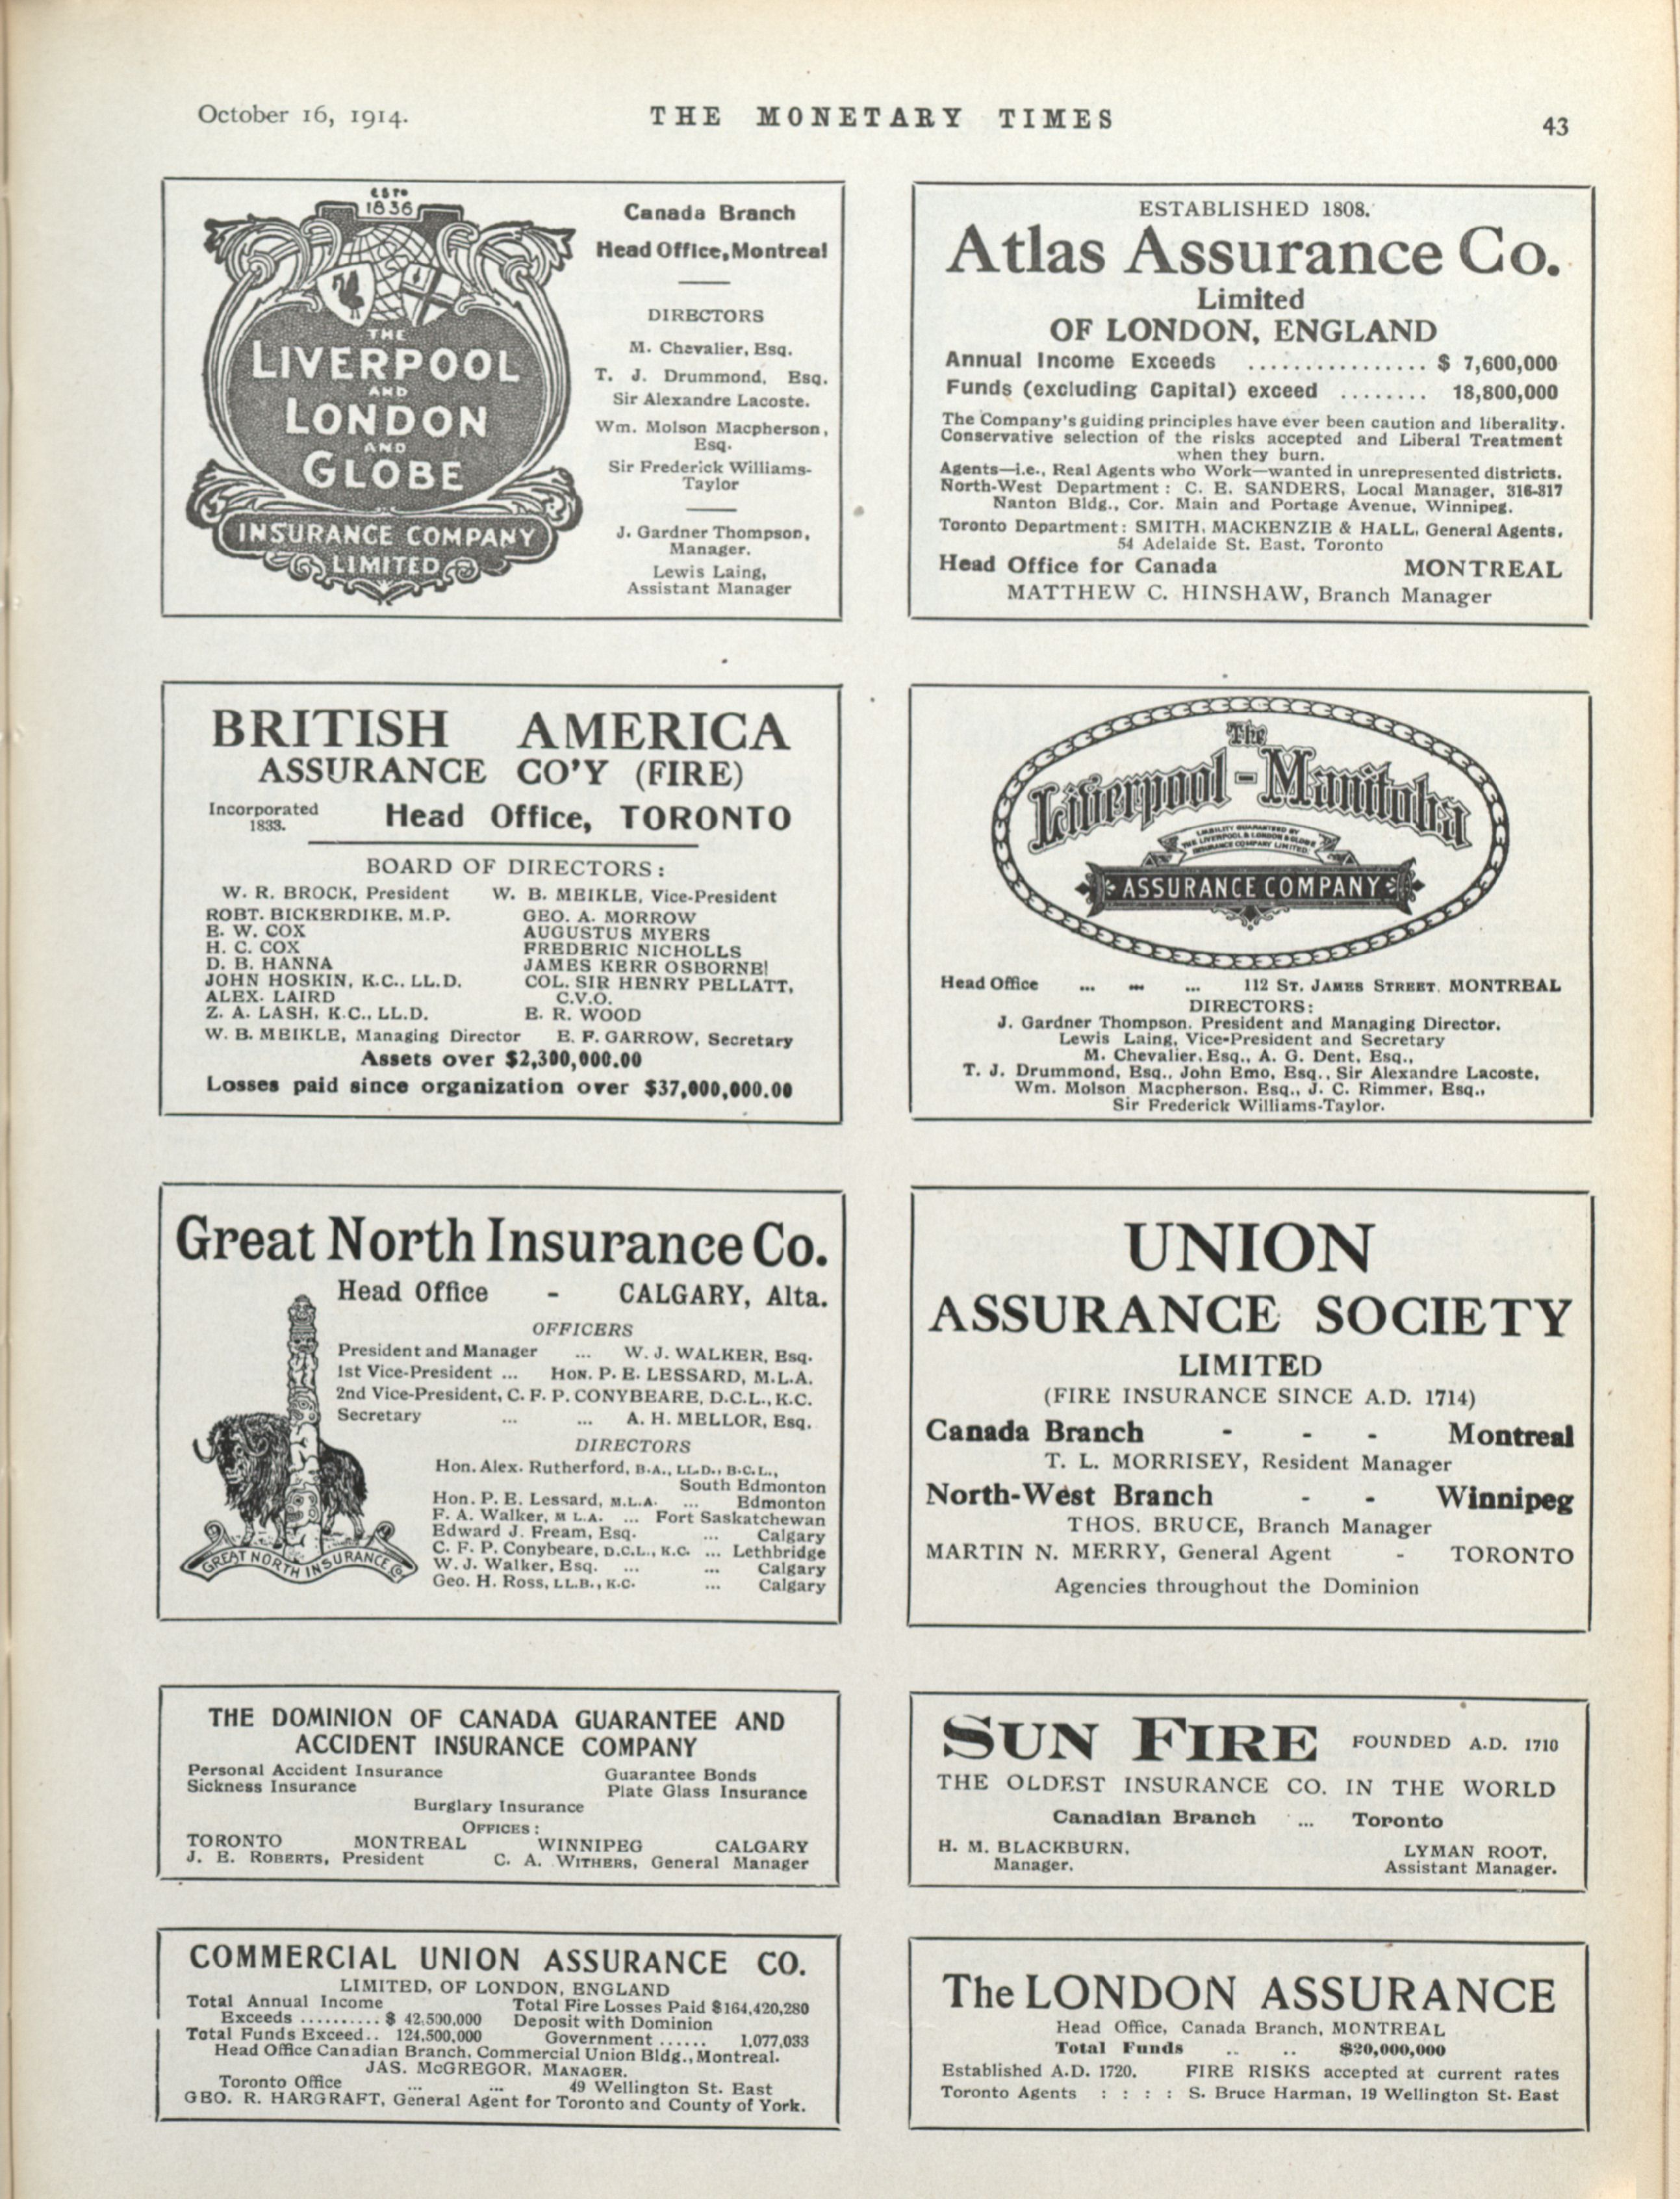 October 16, 1914.
THE MONETARY TIMES
43
ESTD
1836
THE
LIVERPOOL
AND
LONDON
AND
GLOBE
INSURANCE COMPANY
LIMITED
Canada Branch
Head Office, Montreal
DIRECTORS
M. Chevalier, Esq.
T. J. Drummond, Esq.
Sir Alexandre Lacoste.
Wm. Molson Macpherson,
Esq.
Sir Frederick Williams-
Taylor
J. Gardner Thompson,
Manager.
Lewis Laing,
Assistant Manager
ESTABLISHED 1808.
Atlas Assurance Co.
Limited
OF LONDON, ENGLAND
Annual Income Exceeds ................ $ 7,600,000
Funds (excluding Capital) exceed ........ 18,800,000
The Company's guiding principles have ever been caution and liberality.
Conservative selection of the risks accepted and Liberal Treatment
when they burn.
Agents—i.e., Real Agents who Work—wanted in unrepresented districts.
North-West Department : C. E. SANDERS, Local Manager, 316-317
Nanton Bldg., Cor. Main and Portage Avenue, Winnipeg.
Toronto Department: SMITH, MACKENZIE & HALL, General Agents,
54 Adelaide St. East, Toronto
Head Office for Canada MONTREAL
MATTHEW C. HINSHAW, Branch Manager
BRITISH AMERICA
ASSURANCE CO'Y (FIRE)
Incorporated
1833.
Head Office, TORONTO
BOARD OF DIRECTORS :
W. R. BROCK, President W. B. MEIKLE, Vice-President
ROBT. BICKERDIKE, M.P. GEO. A. MORROW
E. W. COX AUGUSTUS MYERS
H. C. COX FREDERIC NICHOLLS
D. B. HANNA JAMES KERR OSBORNE
JOHN HOSKIN, K.C., LL.D. COL. SIR HENRY PELLATT,
ALEX. LAIRD C.V.O.
Z. A. LASH, K.C., LL.D. E. R. WOOD
W. B. MEIKLE, Managing Director E. F. GARROW, Secretary
Assets over $2,300,000.00
Losses paid since organization over $37,000,000.00
The
Liverpool-Manitoba
LIABILITY GUARANTEED BY
THE LIVERPOOL & LONDON & GLOBE
INSURANCE COMPANY LIMITED.
ASSURANCE COMPANY
Head Office ... ... ... 112 ST. JAMES STREET, MONTREAL
DIRECTORS:
J. Gardner Thompson, President and Managing Director.
Lewis Laing, Vice-President and Secretary
M. Chevalier, Esq., A. G. Dent, Esq.,
T. J. Drummond, Esq., John Emo, Esq., Sir Alexandre Lacoste,
Wm. Molson Macpherson, Esq., J. C. Rimmer, Esq.,
Sir Frederick Williams-Taylor.
Great North Insurance Co.
Head Office - CALGARY, Alta.
OFFICERS
President and Manager ... W. J. WALKER, Esq.
1st Vice-President ... HON. P. E. LESSARD, M.L.A.
2nd Vice-President, C. F. P. CONYBEARE, D.C.L., K.C.
Secretary ... ... A. H. MELLOR, Esq.
DIRECTORS
Hon. Alex. Rutherford, B.A., LL.D., B.C.L.,
South Edmonton
Hon. P. E. Lessard, M.L.A. ... Edmonton
F. A. Walker, M L.A. ... Fort Saskatchewan
Edward J. Fream, Esq. ... Calgary
C. F. P. Conybeare, D.C.L., K.C. ... Lethbridge
W. J. Walker, Esq. ... ... Calgary
Geo. H. Ross, LL.B., K.C. ... Calgary
GREAT NORTH INSURANCE Co
UNION
ASSURANCE SOCIETY
LIMITED
(FIRE INSURANCE SINCE A.D. 1714)
Canada Branch - - - Montreal
T. L. MORRISEY, Resident Manager
North-West Branch - - Winnipeg
THOS. BRUCE, Branch Manager
MARTIN N. MERRY, General Agent - TORONTO
Agencies throughout the Dominion
THE DOMINION OF CANADA GUARANTEE AND
ACCIDENT INSURANCE COMPANY
Personal Accident Insurance Guarantee Bonds
Sickness Insurance Plate Glass Insurance
Burglary Insurance
OFFICES :
TORONTO MONTREAL WINNIPEG CALGARY
J. E. ROBERTS, President C. A. WITHERS, General Manager
SUN FIRE FOUNDED A.D. 1710
THE OLDEST INSURANCE CO. IN THE WORLD
Canadian Branch ... Toronto
H. M. BLACKBURN,
Manager.
LYMAN ROOT,
Assistant Manager.
COMMERCIAL UNION ASSURANCE CO.
LIMITED, OF LONDON, ENGLAND
Total Annual Income Total Fire Losses Paid $164,420,280
Exceeds .......... $ 42,500,000 Deposit with Dominion
Total Funds Exceed.. 124,500,000 Government ...... 1,077,033
Head Office Canadian Branch, Commercial Union Bldg., Montreal.
JAS. McGREGOR, MANAGER.
Toronto Office ... ... 49 Wellington St. East
GEO. R. HARGRAFT, General Agent for Toronto and County of York.
The LONDON ASSURANCE
Head Office, Canada Branch, MONTREAL
Total Funds .. .. $20,000,000
Established A.D. 1720. FIRE RISKS accepted at current rates
Toronto Agents : : : : S. Bruce Harman, 19 Wellington St. East